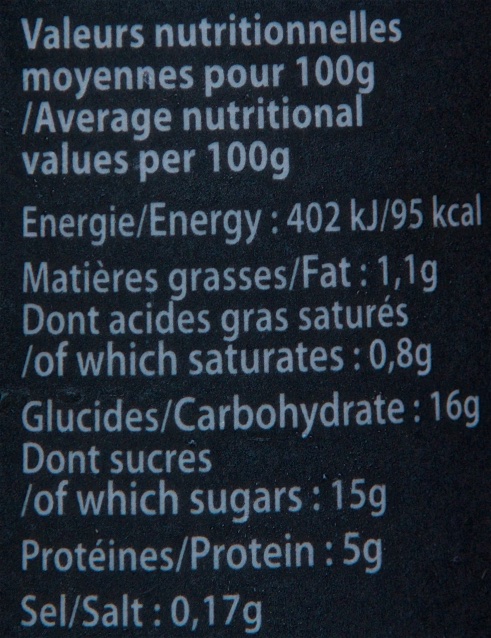 Valeurs nutritionnelles
moyennes pour 100g
/Average nutritional
values per 100g
Energie/Energy : 402 kJ/95 kcal
Matières grasses/Fat : 1,1g
Dont acides gras saturés
/of which saturates : 0,8g
Glucides/Carbohydrate : 16g
Dont sucres
/of which sugars : 15g
Protéines/Protein : 5g
Sel/Salt : 0,17g